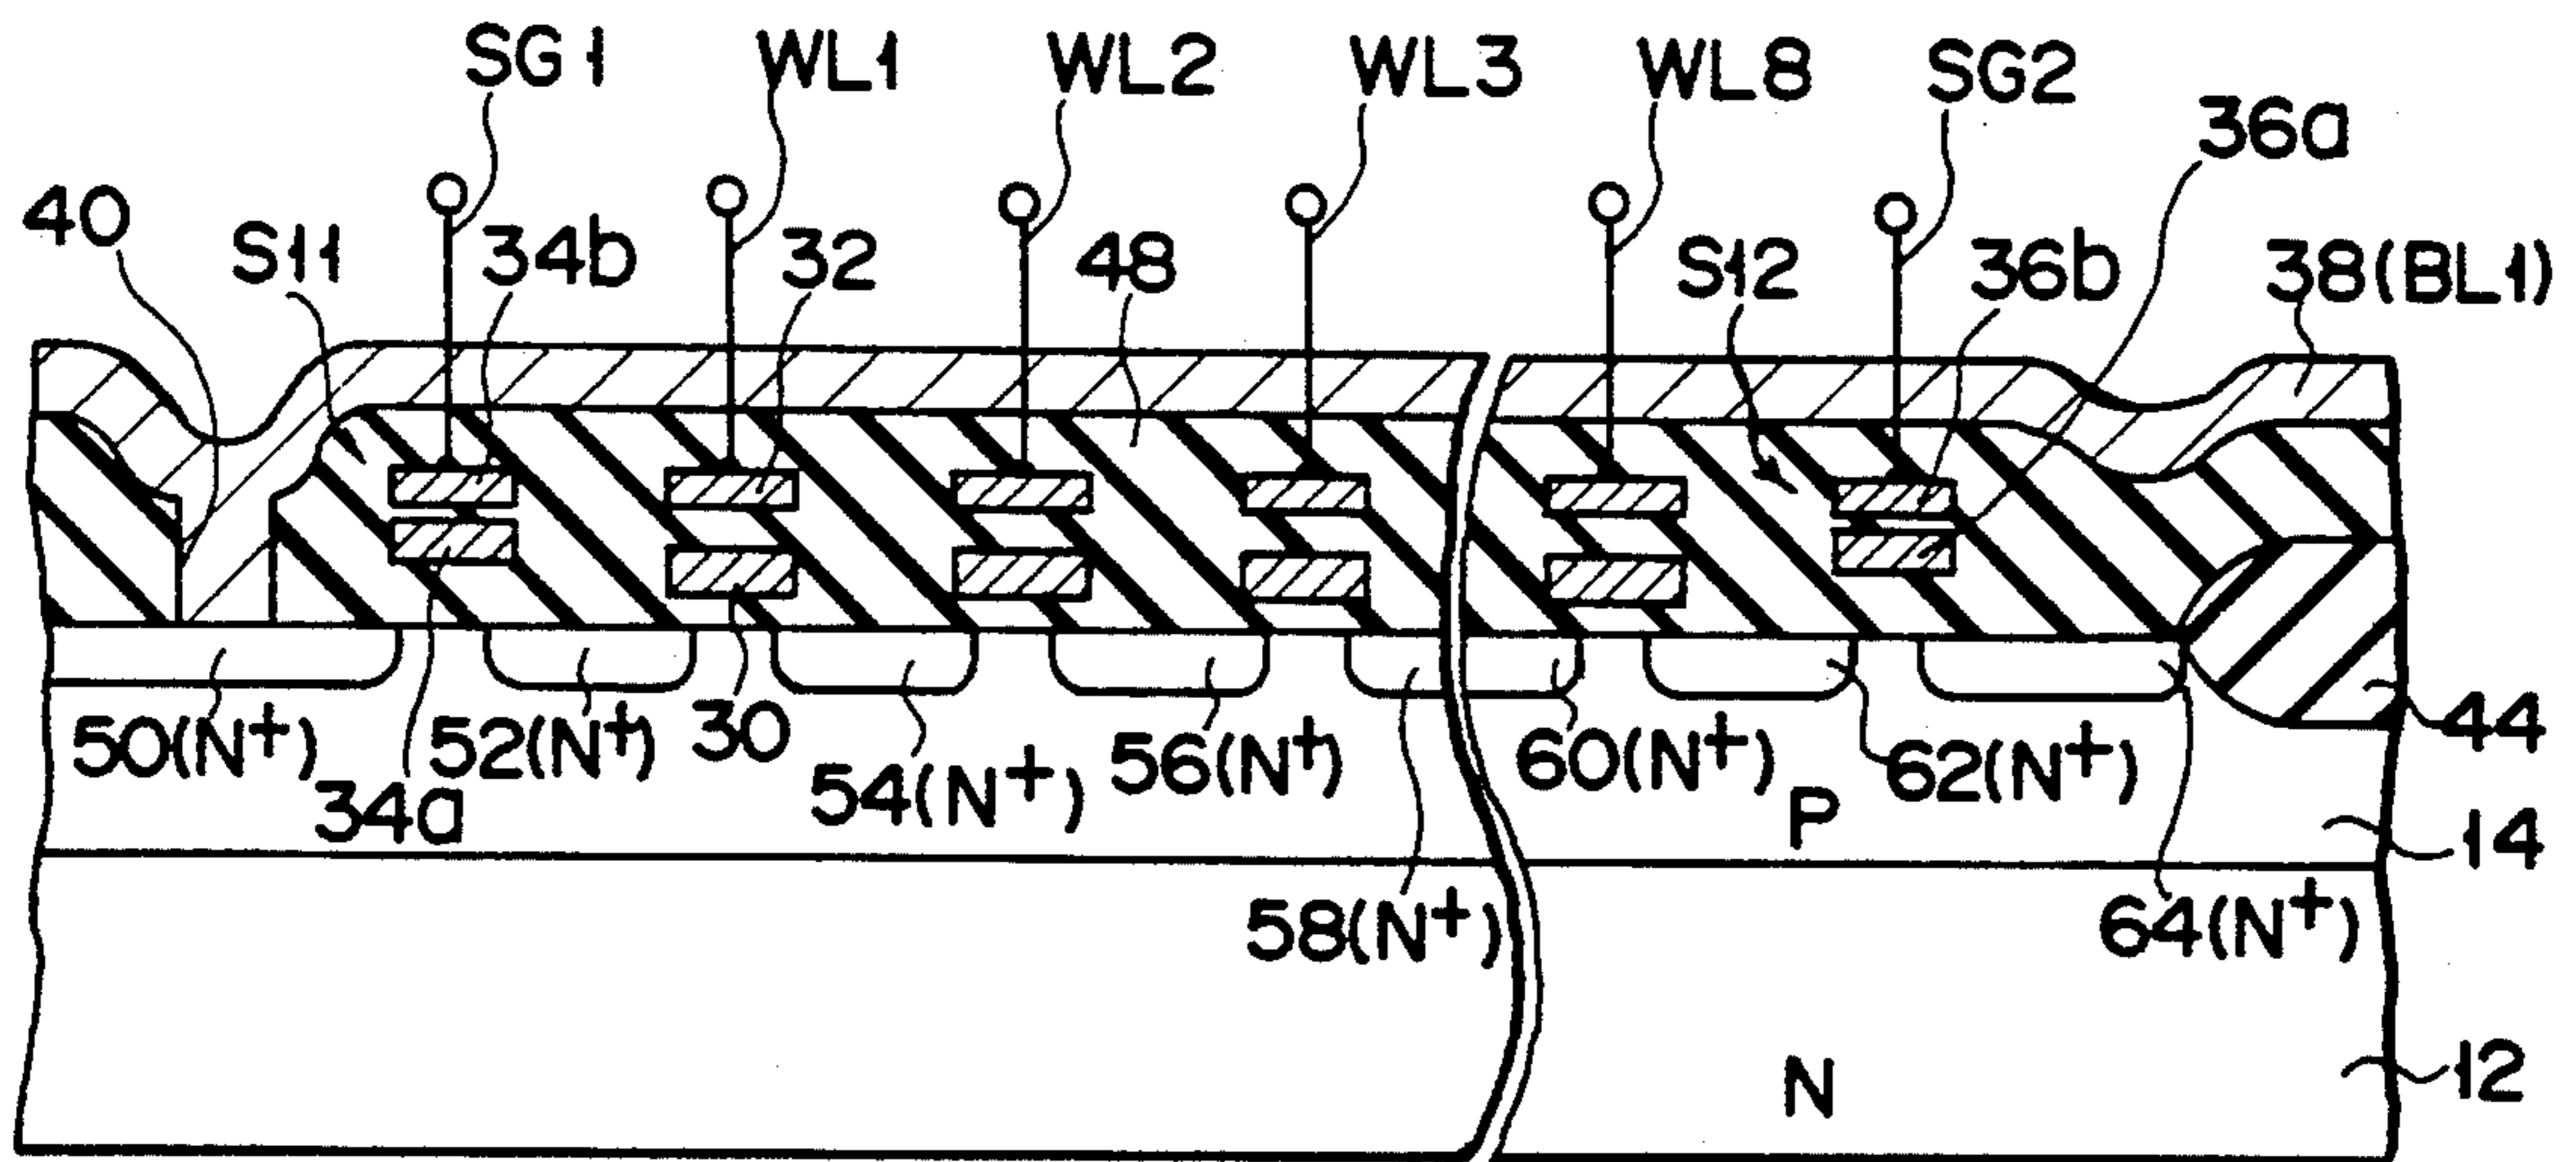 SG1
WL1
WL2
WL3
WL8
SG2
36a
40
S11
34b
32
48
S12
36b
38(BL1)
50(N+)
34a
52(N+)
30
54(N+)
56(N+)
58(N+)
60(N+)
P
62(N+)
64(N+)
44
14
N
12